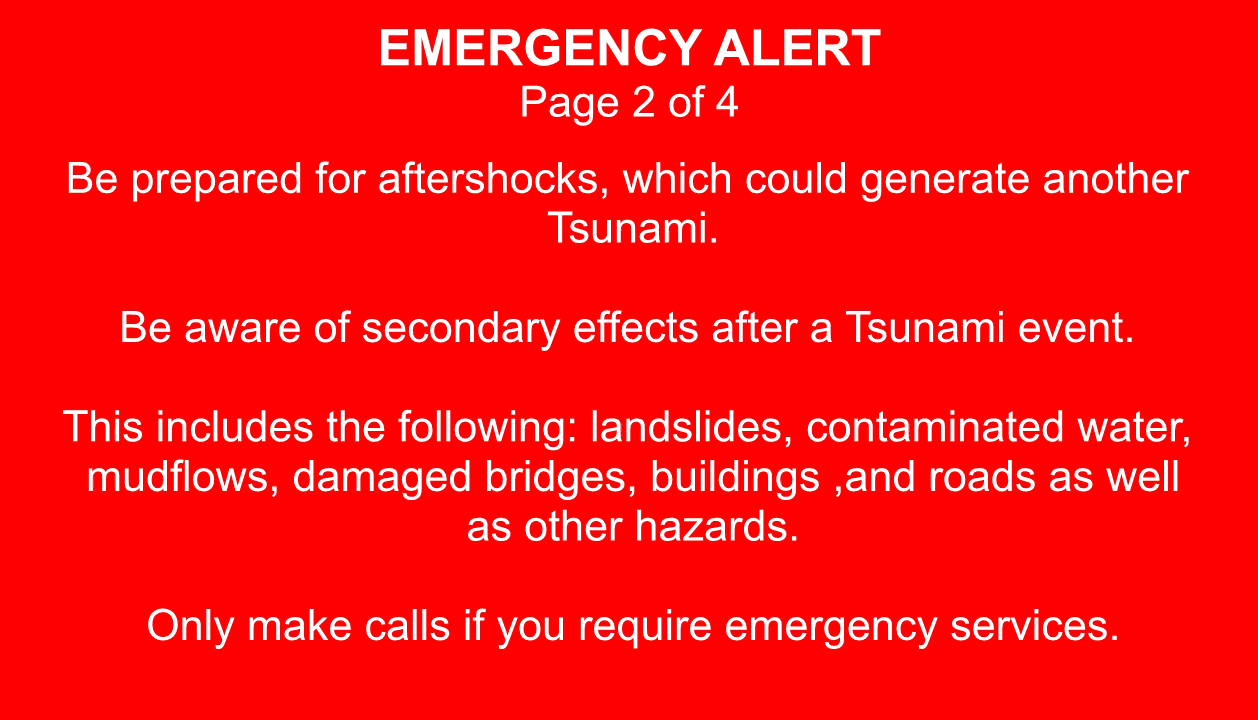 EMERGENCY ALERT
Page 2 of 4
Be prepared for aftershocks, which could generate another
Tsunami.
Be aware of secondary effects after a Tsunami event.
This includes the following: landslides, contaminated water,
mudflows, damaged bridges, buildings ,and roads as well
as other hazards.
Only make calls if you require emergency services.